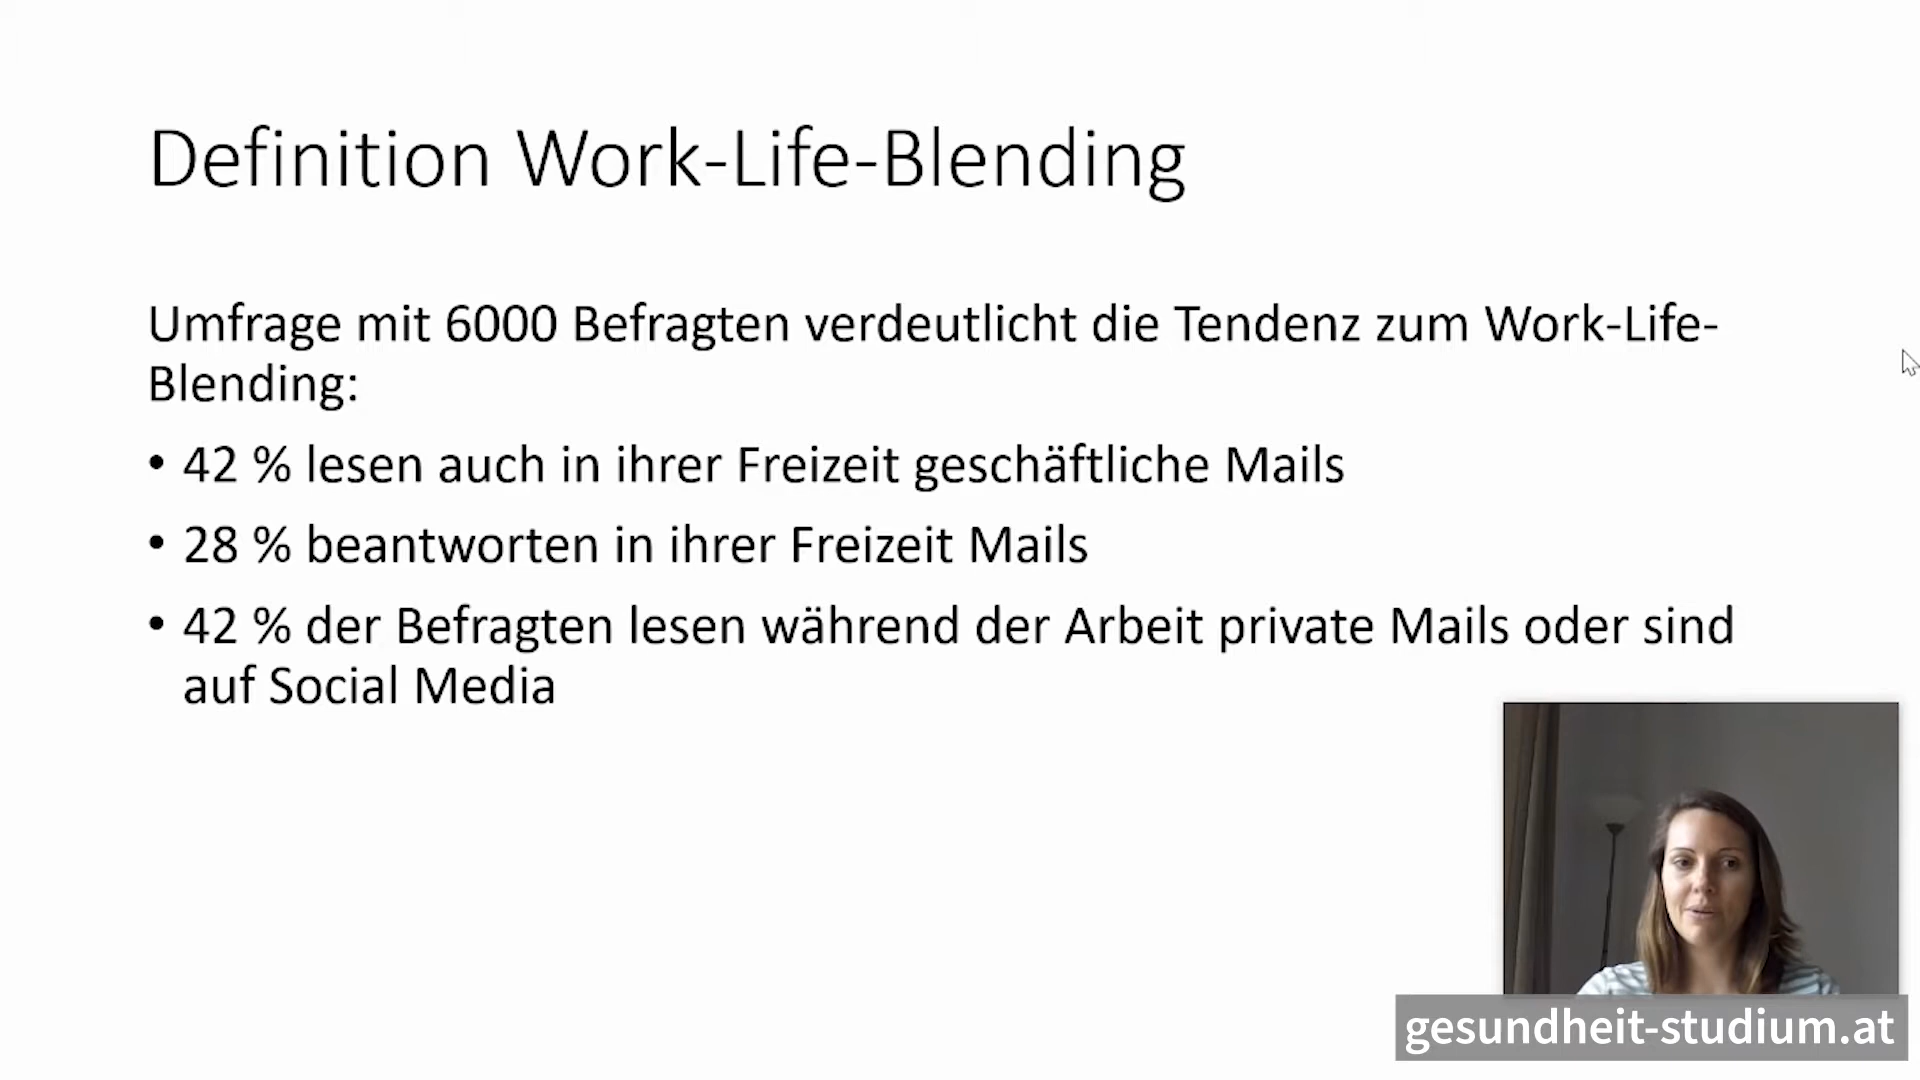 Definition Work-Life-Blending
Umfrage mit 6000 Befragten verdeutlicht die Tendenz zum Work-Life-
Blending:
• 42 % lesen auch in ihrer Freizeit geschäftliche Mails
• 28 % beantworten in ihrer Freizeit Mails
• 42 % der Befragten lesen während der Arbeit private Mails oder sind
auf Social Media
gesundheit-studium.at